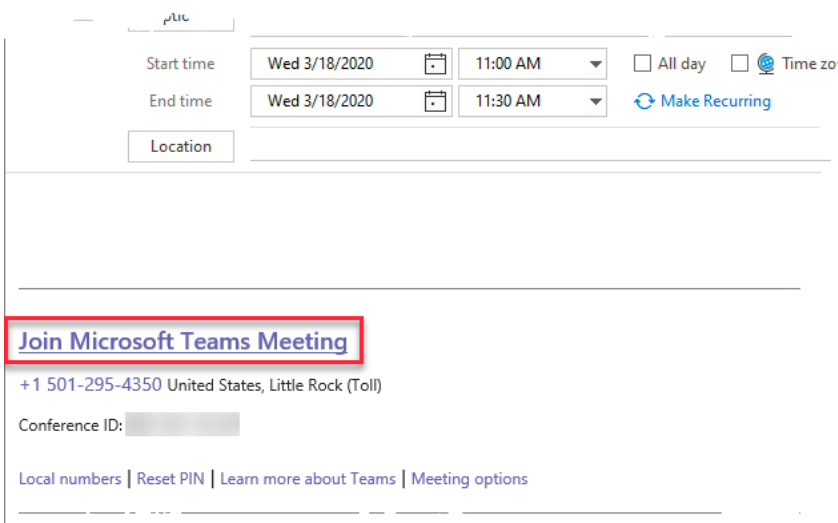 Start time Wed 3/18/2020 11:00 AM All day Time zo
End time Wed 3/18/2020 11:30 AM Make Recurring
Location
Join Microsoft Teams Meeting
+1 501-295-4350 United States, Little Rock (Toll)
Conference ID:
Local numbers | Reset PIN | Learn more about Teams | Meeting options